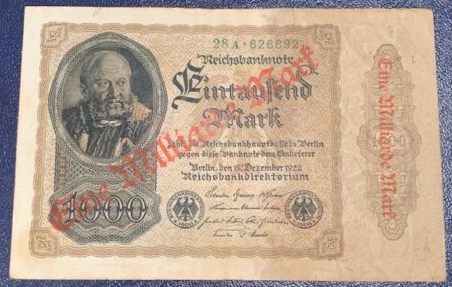 28A·626892
Reichsbanknote
Eintausend
Mark
zahlt die Reichsbankhauptkasse in Berlin
gegen diese Banknote dem Einlieferer
Berlin, den 15. Dezember 1922
Reichsbankdirektorium
1000
Eine Milliarde Mark
Eine Milliarde Mark